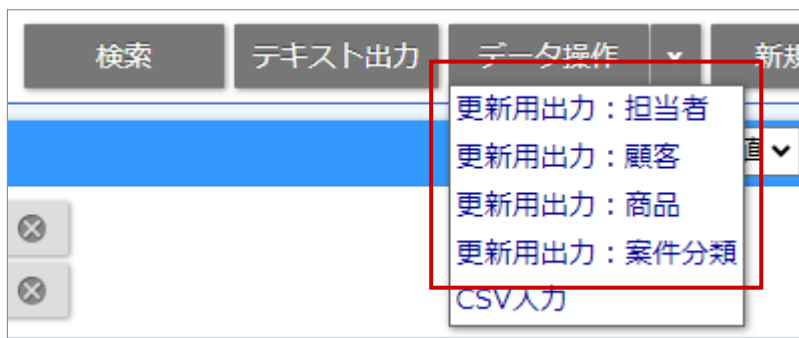 検索 テキスト出力 データ操作 新規
更新用出力：担当者
更新用出力：顧客
直
更新用出力：商品
更新用出力：案件分類
CSV入力